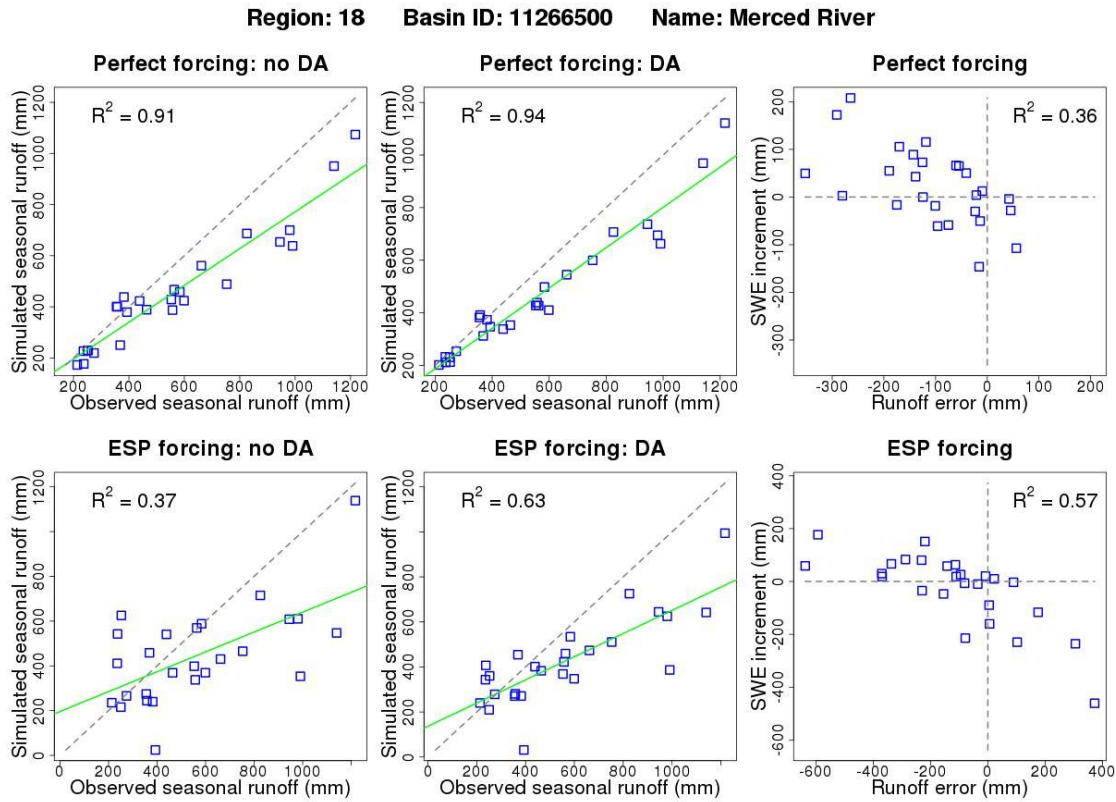 Region: 18 Basin ID: 11266500 Name: Merced River
Perfect forcing: no DA
R² = 0.91
Simulated seasonal runoff (mm)
200 400 600 800 1000 1200
200 400 600 800 1000 1200
Observed seasonal runoff (mm)
Perfect forcing: DA
R² = 0.94
Simulated seasonal runoff (mm)
200 400 600 800 1000 1200
200 400 600 800 1000 1200
Observed seasonal runoff (mm)
Perfect forcing
R² = 0.36
SWE increment (mm)
-300 -200 -100 0 100 200
-300 -200 -100 0 100 200
Runoff error (mm)
ESP forcing: no DA
R² = 0.37
Simulated seasonal runoff (mm)
0 200 400 600 800 1200
0 200 400 600 800 1000
Observed seasonal runoff (mm)
ESP forcing: DA
R² = 0.63
Simulated seasonal runoff (mm)
0 200 400 600 800 1200
0 200 400 600 800 1000
Observed seasonal runoff (mm)
ESP forcing
R² = 0.57
SWE increment (mm)
-600 -400 -200 0 200 400
-600 -400 -200 0 200 400
Runoff error (mm)